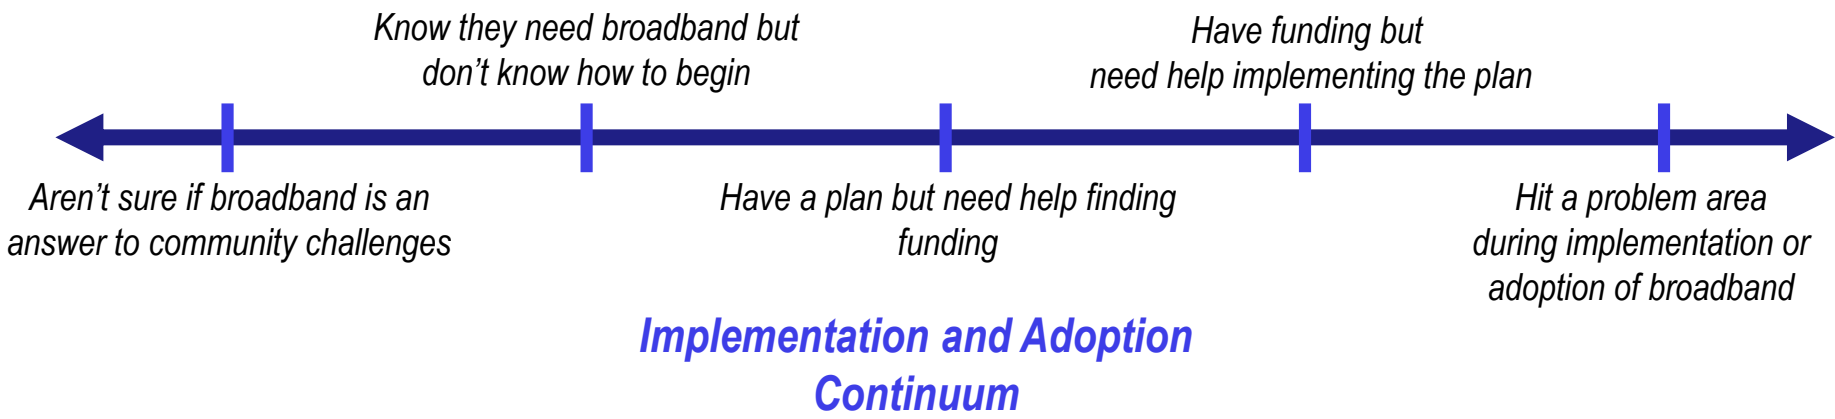 Know they need broadband but
don't know how to begin
Have funding but
need help implementing the plan
Aren't sure if broadband is an
answer to community challenges
Have a plan but need help finding
funding
Hit a problem area
during implementation or
adoption of broadband
Implementation and Adoption
Continuum